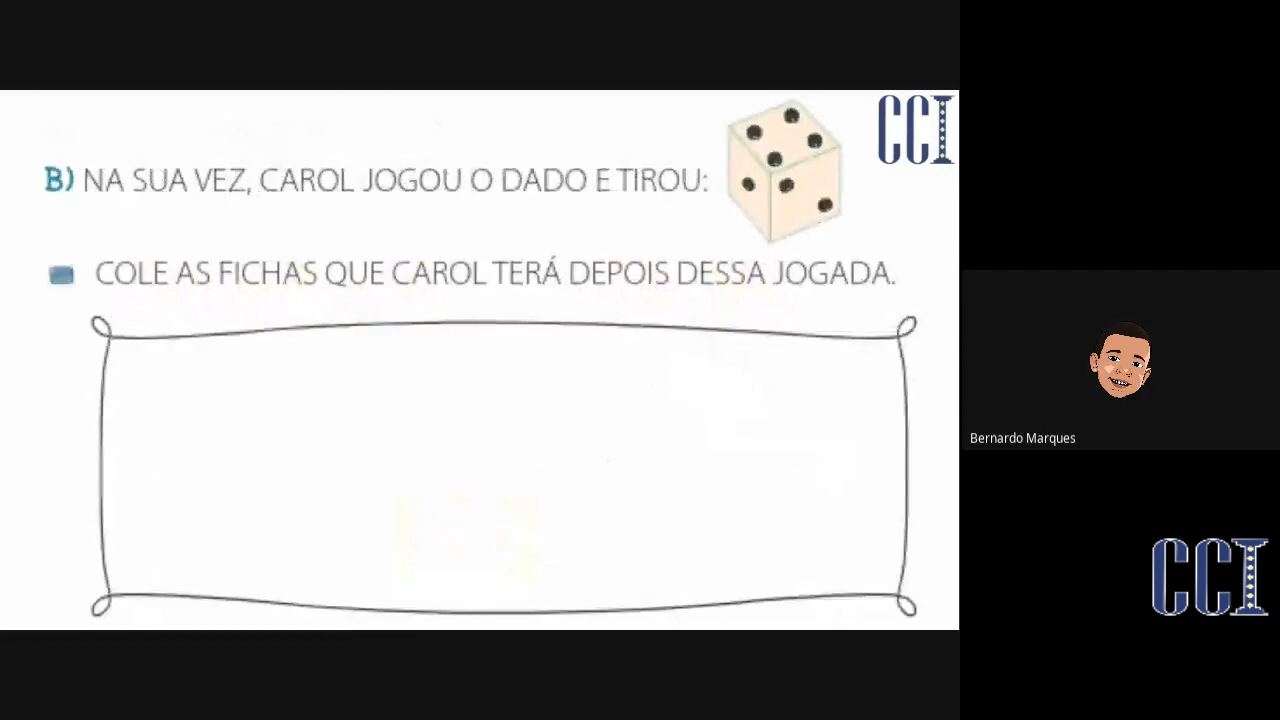 CCI
B) NA SUA VEZ, CAROL JOGOU O DADO E TIROU:
COLE AS FICHAS QUE CAROL TERÁ DEPOIS DESSA JOGADA.
Bernardo Marques
CCI